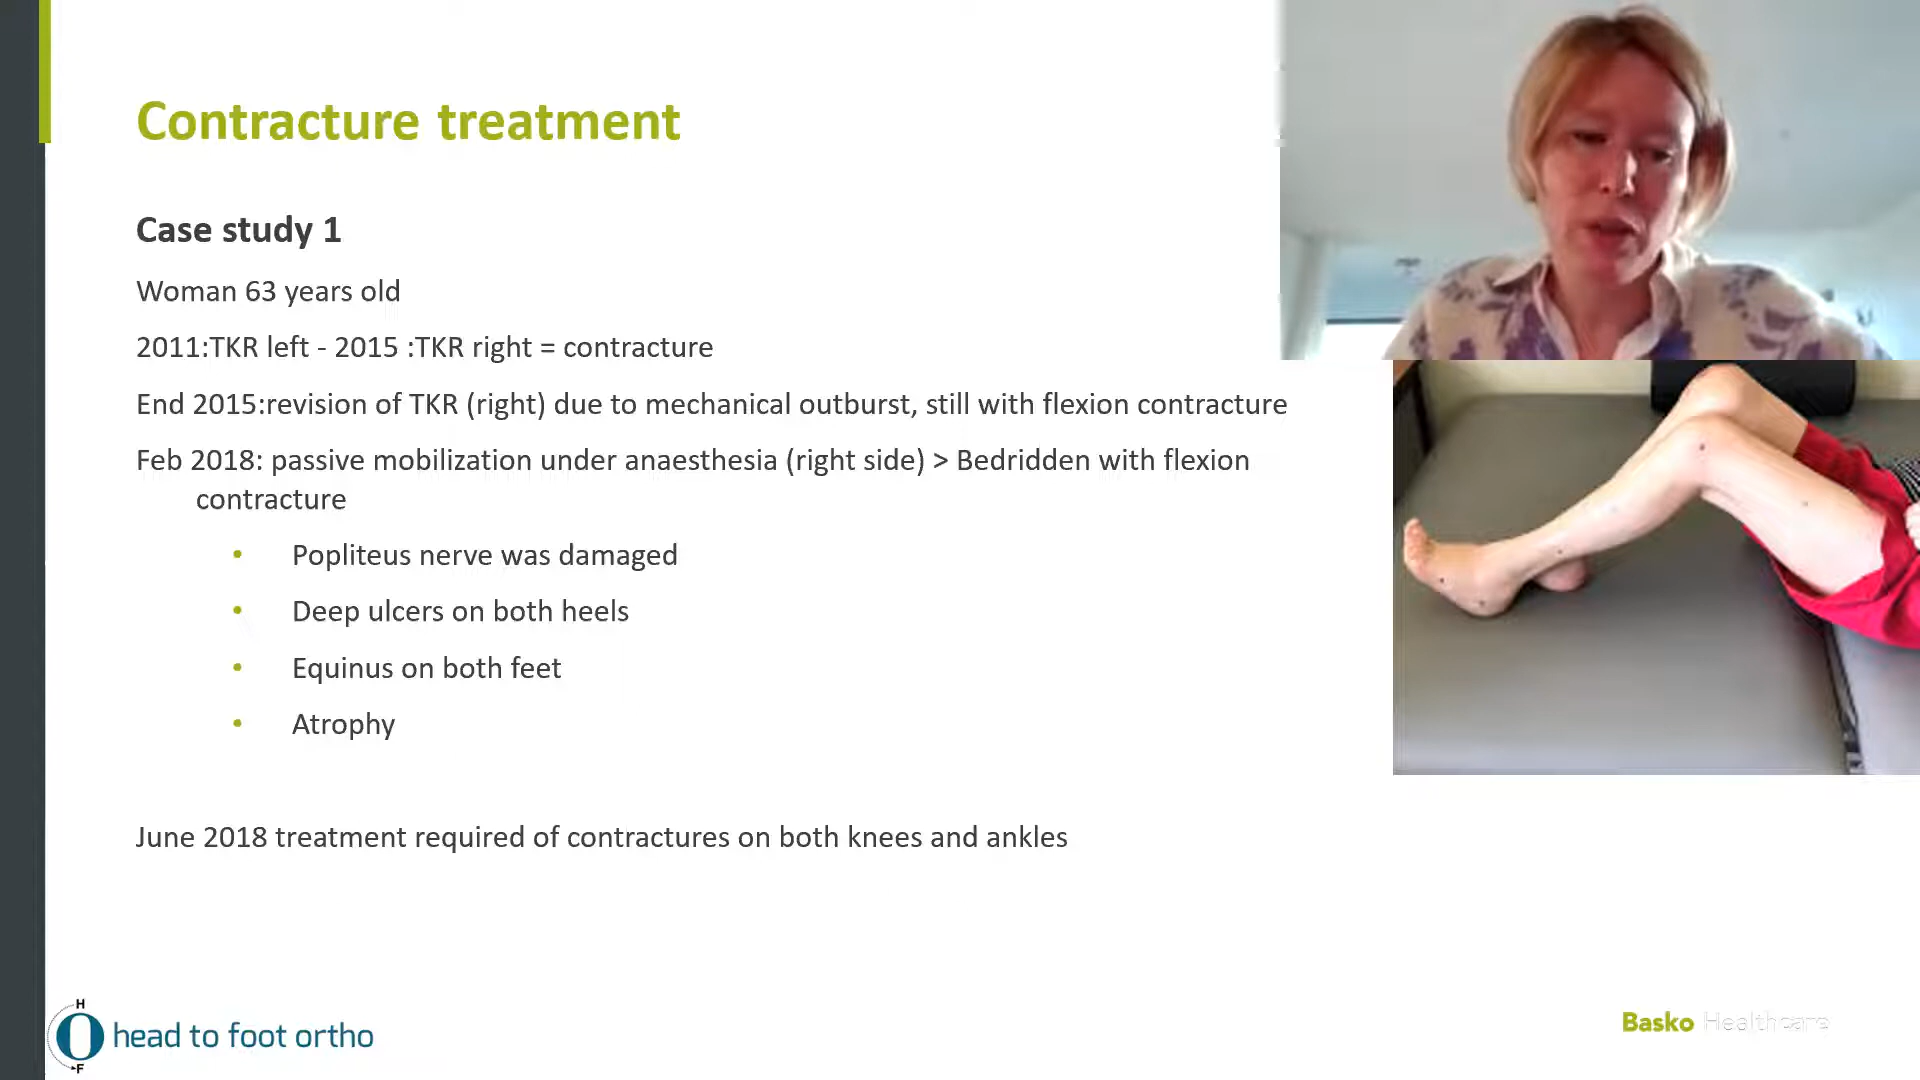 Contracture treatment
Case study 1
Woman 63 years old
2011:TKR left - 2015 :TKR right = contracture
End 2015:revision of TKR (right) due to mechanical outburst, still with flexion contracture
Feb 2018: passive mobilization under anaesthesia (right side) > Bedridden with flexion
contracture
• Popliteus nerve was damaged
• Deep ulcers on both heels
• Equinus on both feet
• Atrophy
June 2018 treatment required of contractures on both knees and ankles
H
head to foot ortho
F
Basko Healthcare